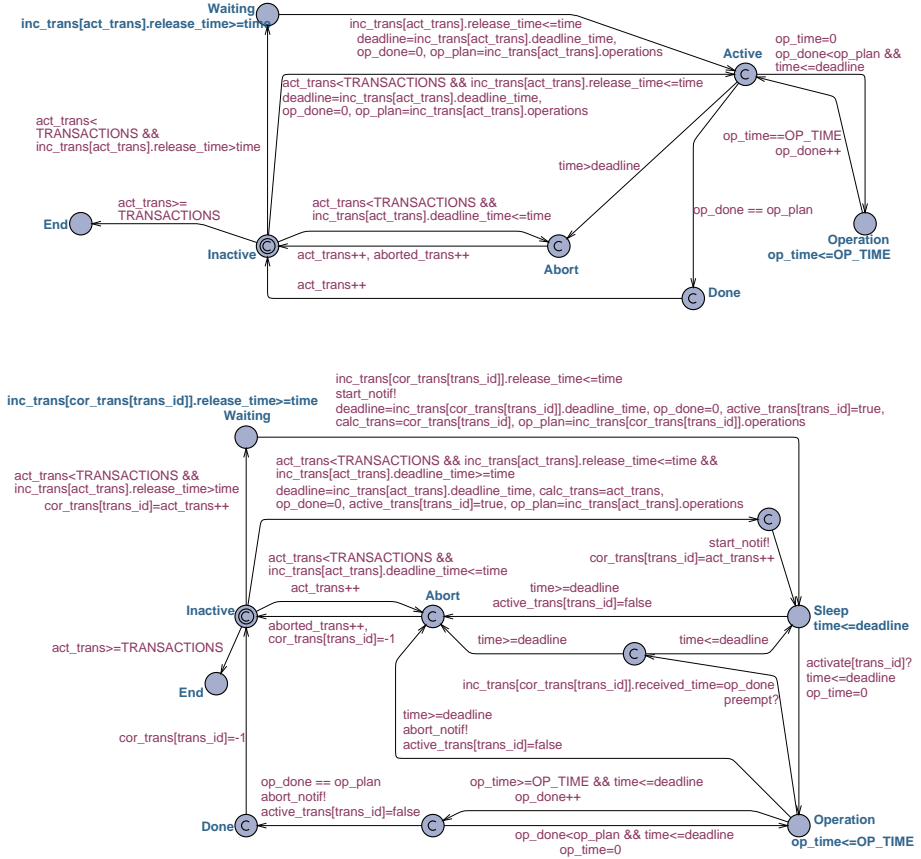 Waiting
inc_trans[act_trans].release_time>=time
inc_trans[act_trans].release_time<=time
deadline=inc_trans[act_trans].deadline_time,
op_done=0, op_plan=inc_trans[act_trans].operations
Active
op_time=0
op_done<op_plan &&
time<=deadline
act_trans<TRANSACTIONS && inc_trans[act_trans].release_time<=time
deadline=inc_trans[act_trans].deadline_time,
op_done=0, op_plan=inc_trans[act_trans].operations
act_trans<
TRANSACTIONS &&
inc_trans[act_trans].release_time>time
op_time==OP_TIME
op_done++
time>deadline
act_trans>=
TRANSACTIONS
End
act_trans<TRANSACTIONS &&
inc_trans[act_trans].deadline_time<=time
op_done == op_plan
Operation
op_time<=OP_TIME
Inactive
C
C
C
C
act_trans++, aborted_trans++
Abort
act_trans++
Done
inc_trans[cor_trans[trans_id]].release_time>=time
Waiting
inc_trans[cor_trans[trans_id]].release_time<=time
start_notif!
deadline=inc_trans[cor_trans[trans_id]].deadline_time, op_done=0, active_trans[trans_id]=true,
calc_trans=cor_trans[trans_id], op_plan=inc_trans[cor_trans[trans_id]].operations
act_trans<TRANSACTIONS &&
inc_trans[act_trans].release_time>time
cor_trans[trans_id]=act_trans++
act_trans<TRANSACTIONS && inc_trans[act_trans].release_time<=time &&
inc_trans[act_trans].deadline_time>=time
deadline=inc_trans[act_trans].deadline_time, calc_trans=act_trans,
op_done=0, active_trans[trans_id]=true, op_plan=inc_trans[act_trans].operations
C
start_notif!
cor_trans[trans_id]=act_trans++
act_trans<TRANSACTIONS &&
inc_trans[act_trans].deadline_time<=time
act_trans++
Inactive
C
Abort
C
time>=deadline
active_trans[trans_id]=false
Sleep
time<=deadline
aborted_trans++,
cor_trans[trans_id]=-1
time>=deadline
C
time<=deadline
act_trans>=TRANSACTIONS
End
activate[trans_id]?
time<=deadline
op_time=0
inc_trans[cor_trans[trans_id]].received_time=op_done
preempt?
time>=deadline
abort_notif!
active_trans[trans_id]=false
cor_trans[trans_id]=-1
op_done == op_plan
abort_notif!
active_trans[trans_id]=false
op_time>=OP_TIME && time<=deadline
op_done++
Done
C
C
Operation
op_time<=OP_TIME
op_done<op_plan && time<=deadline
op_time=0